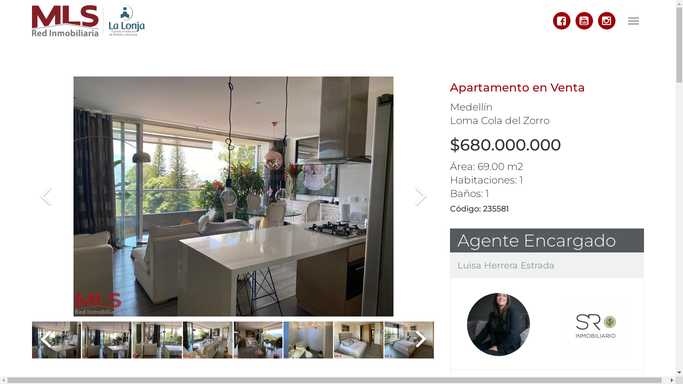 MLS
Red Inmobiliaria
La Lonja
Apartamento en Venta
Medellín
Loma Cola del Zorro
$680.000.000
Área: 69.00 m2
Habitaciones: 1
Baños: 1
Código: 235581
Agente Encargado
Luisa Herrera Estrada
SR
INMOBILIARIO
MLS
Red Inmobiliaria